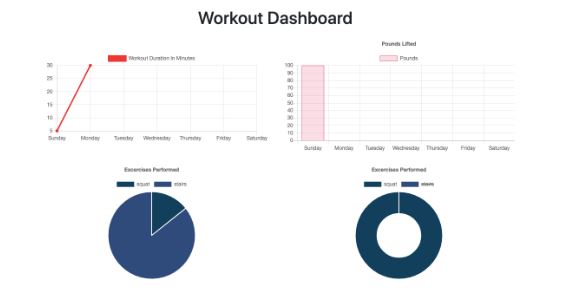 Workout Dashboard
Workout Duration In Minutes
30
25
20
15
10
5
Sunday Monday Tuesday Wednesday Thursday Friday Saturday
Pounds Lifted
Pounds
100
90
80
70
60
50
40
30
20
10
0
Sunday Monday Tuesday Wednesday Thursday Friday Saturday
Excercises Performed
squat stairs
Excercises Performed
squat stairs